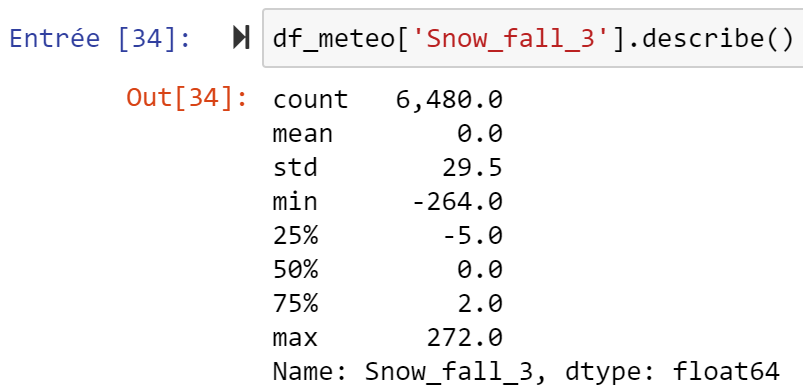 Entrée [34]: df_meteo['Snow_fall_3'].describe()
Out[34]: count 6,480.0
mean 0.0
std 29.5
min -264.0
25% -5.0
50% 0.0
75% 2.0
max 272.0
Name: Snow_fall_3, dtype: float64